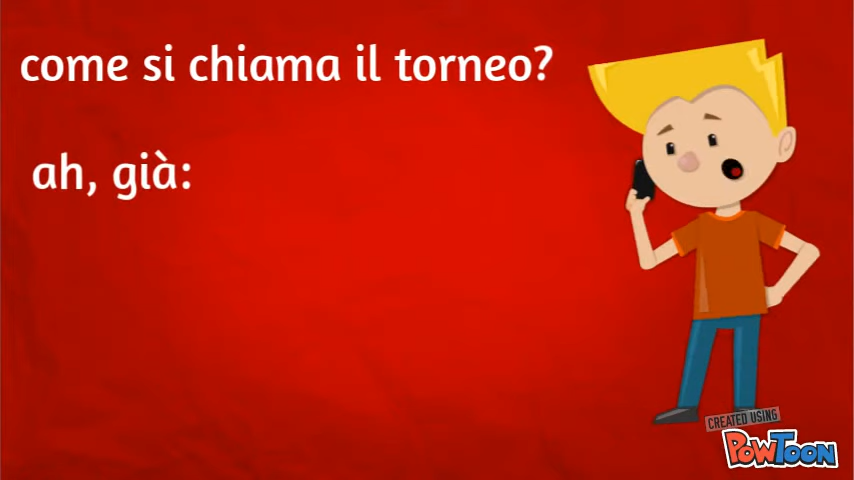 come si chiama il torneo?
ah, già:
CREATED USING
PowToon